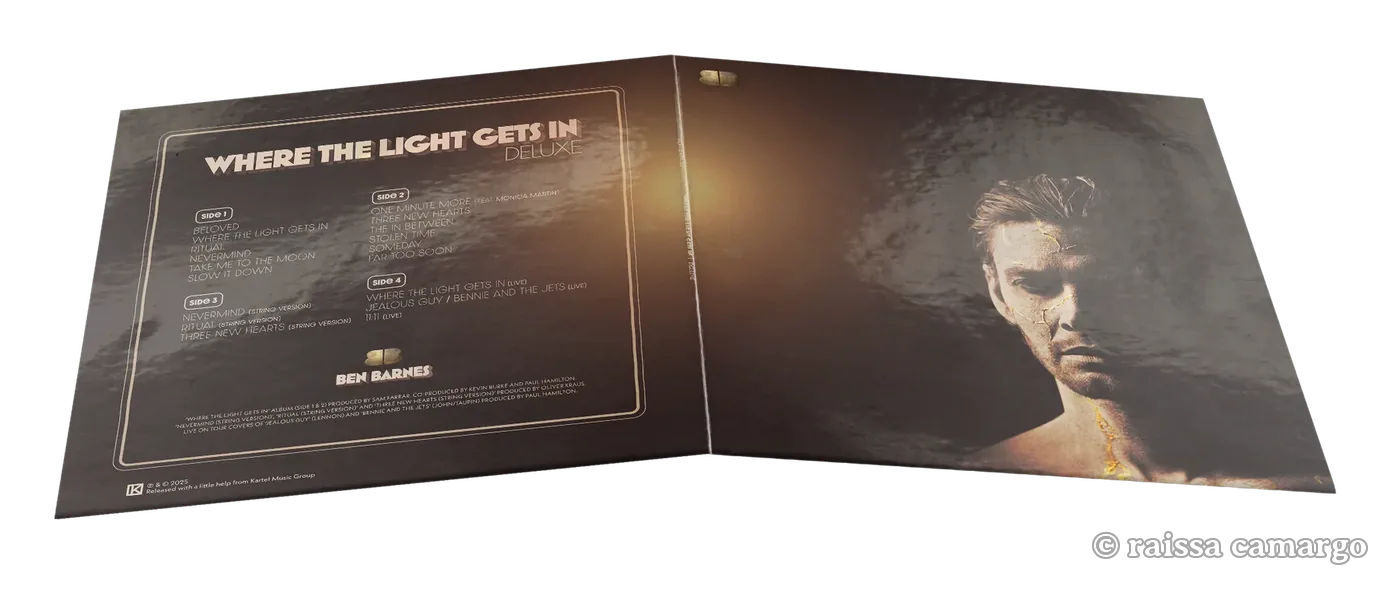 WHERE THE LIGHT GETS IN
DELUXE
SIDE 1
BELOVED
WHERE THE LIGHT GETS IN
RITUAL
NEVERMIND
TAKE ME TO THE MOON
SLOW IT DOWN
SIDE 2
ONE MINUTE MORE (FEAT. MONICA MARTIN)
THREE NEW HEARTS
THE IN BETWEEN
STOLEN TIME
SOMEDAY
FAR TOO SOON
SIDE 3
NEVERMIND (STRING VERSION)
RITUAL (STRING VERSION)
THREE NEW HEARTS (STRING VERSION)
SIDE 4
WHERE THE LIGHT GETS IN (LIVE)
JEALOUS GUY / BENNIE AND THE JETS (LIVE)
11:11 (LIVE)
BB
BEN BARNES
'WHERE THE LIGHT GETS IN' ALBUM (SIDE 1 & 2) PRODUCED BY SAM FARRAR, CO-PRODUCED BY KEVIN BURKE AND PAUL HAMILTON.
'NEVERMIND (STRING VERSION)', 'RITUAL (STRING VERSION)' AND 'THREE NEW HEARTS (STRING VERSION)' PRODUCED BY OLIVER KRAUS.
LIVE ON TOUR COVERS OF 'JEALOUS GUY' (LENNON) AND 'BENNIE AND THE JETS' (JOHN/TAUPIN) PRODUCED BY PAUL HAMILTON.
K
℗ & © 2025
Released with a little help from Kartel Music Group
BB
© raissa camargo